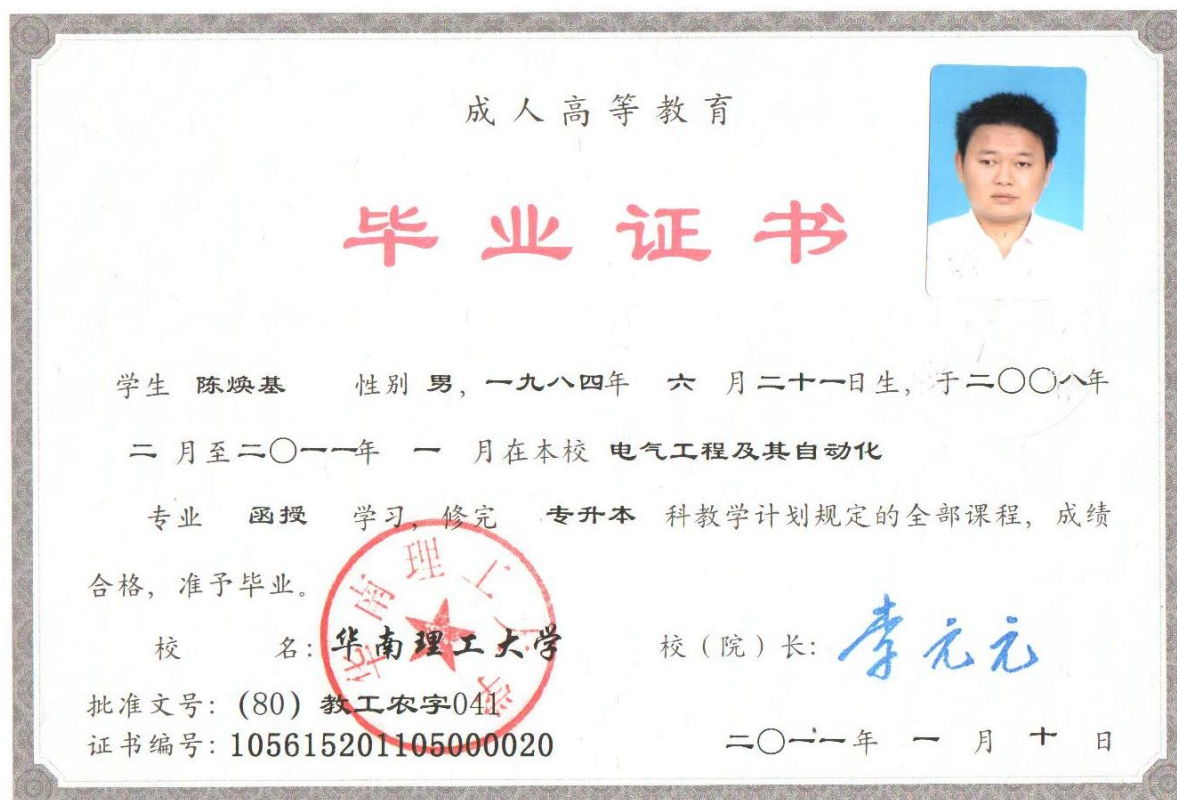 成人高等教育
毕业证书
学生 陈焕基 性别 男，一九八四年 六 月二十一日生，于二〇〇八年
二 月至二〇一一年 一 月在本校 电气工程及其自动化
专业 函授 学习，修完 专升本 科教学计划规定的全部课程，成绩
合格，准予毕业。
校 名：华南理工大学
校（院）长：李元元
批准文号：(80) 教工农字041
证书编号：105615201105000020
二〇一一年 一 月 十 日
华南理工大学